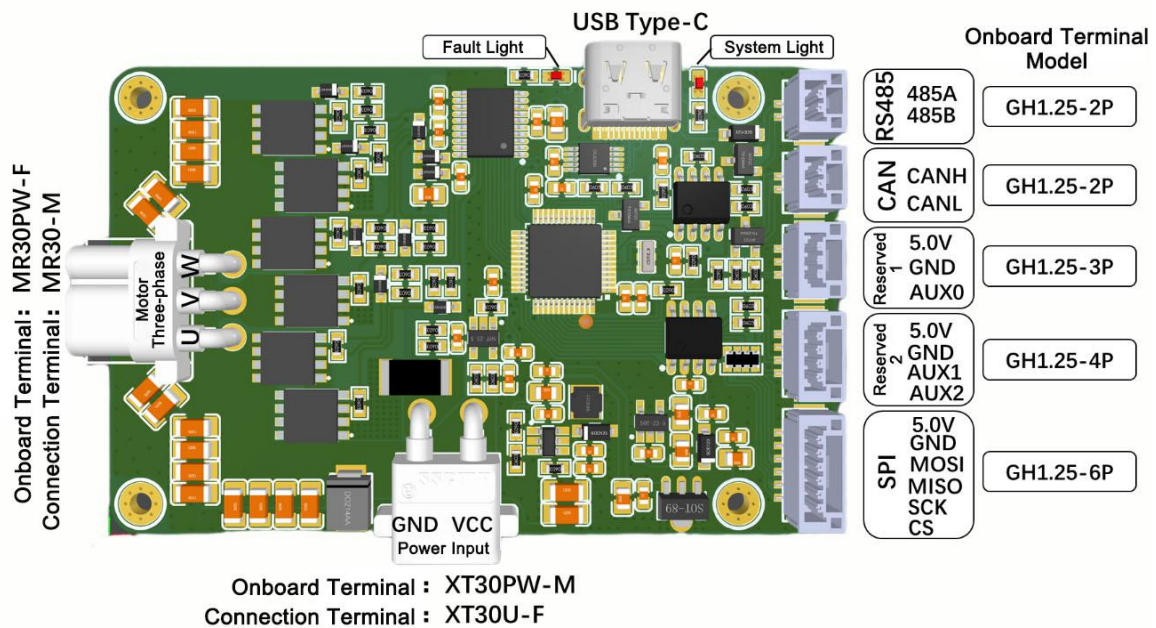 USB Type-C
Fault Light
System Light
Onboard Terminal
Model
RS485
485A
485B
GH1.25-2P
CAN
CANH
CANL
GH1.25-2P
Reserved
1
5.0V
GND
AUX0
GH1.25-3P
Reserved
2
5.0V
GND
AUX1
AUX2
GH1.25-4P
SPI
5.0V
GND
MOSI
MISO
SCK
CS
GH1.25-6P
Onboard Terminal: MR30PW-F
Connection Terminal: MR30-M
Motor
Three-phase
W
V
U
SOT-89
GND VCC
Power Input
Onboard Terminal: XT30PW-M
Connection Terminal: XT30U-F